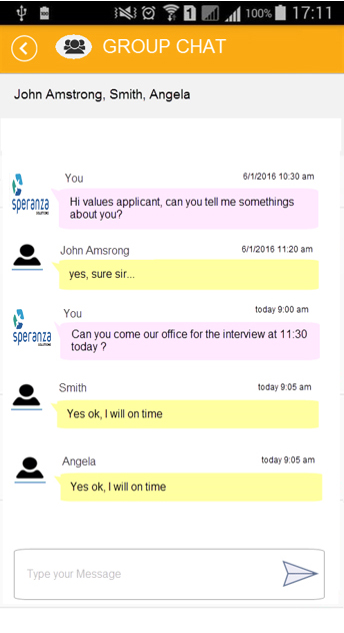 1 100% 17:11
GROUP CHAT
John Amstrong, Smith, Angela
You 6/1/2016 10:30 am
speranza
Hi values applicant, can you tell me somethings
about you?
John Amsrong 6/1/2016 11:20 am
yes, sure sir...
You today 9:00 am
speranza
Can you come our office for the interview at 11:30
today ?
Smith today 9:05 am
Yes ok, I will on time
Angela today 9:05 am
Yes ok, I will on time
Type your Message